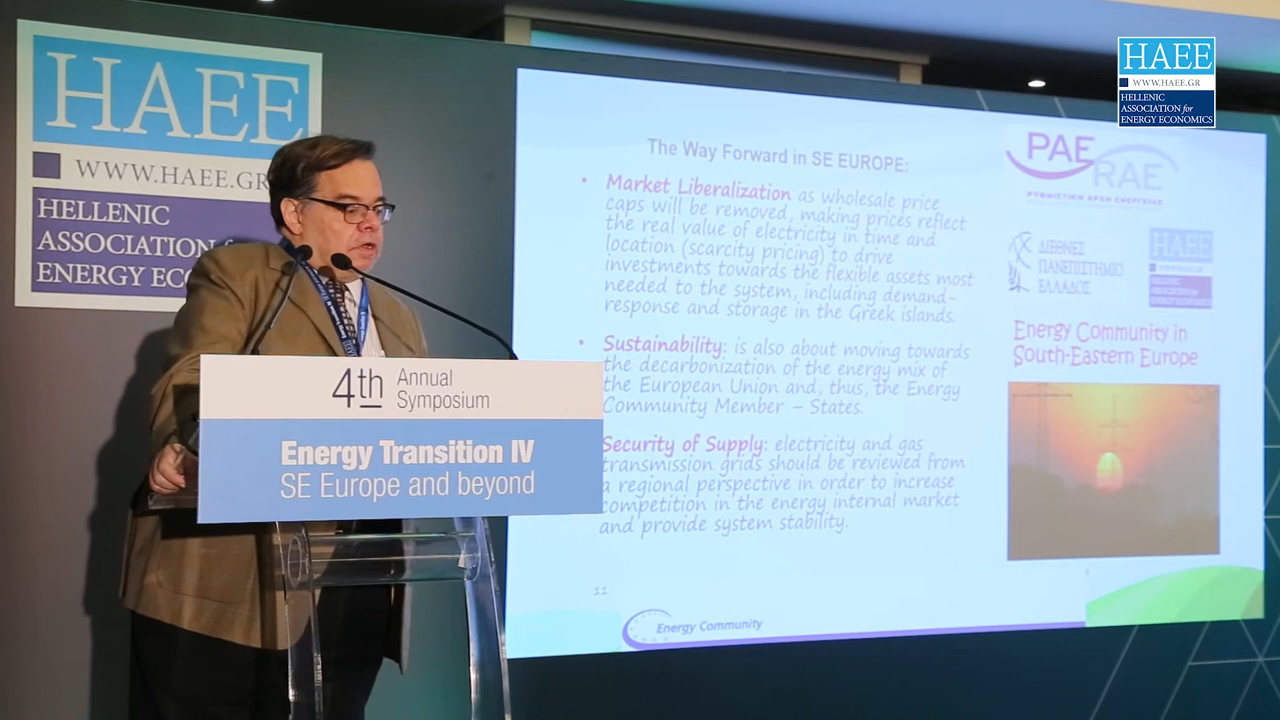 HAEE
WWW.HAEE.GR
HELLENIC
ASSOCIATION
ENERGY ECO
4th Annual
Symposium
Energy Transition IV
SE Europe and beyond
The Way Forward in SE EUROPE:
• Market Liberalization as wholesale price
caps will be removed, making prices reflect
the real value of electricity in time and
location (scarcity pricing) to drive
investments towards the flexible assets most
needed to the system, including demand-
response and storage in the Greek islands.
• Sustainability: is also about moving towards
the decarbonization of the energy mix of
the European Union and, thus, the Energy
Community Member – States.
Security of Supply: electricity and gas
transmission grids should be reviewed from
a regional perspective in order to increase
competition in the energy internal market
and provide system stability.
11
Energy Community
ΡΑΕ
RAE
ΡΥΘΜΙΣΤΙΚΗ ΑΡΧΗ ΕΝΕΡΓΕΙΑΣ
ΔΙΕΘΝΕΣ
ΠΑΝΕΠΙΣΤΗΜΙΟ
ΕΛΛΑΔΟΣ
HAEE
Energy Community in
South-Eastern Europe
HAEE
WWW.HAEE.GR
HELLENIC
ASSOCIATION for
ENERGY ECONOMICS